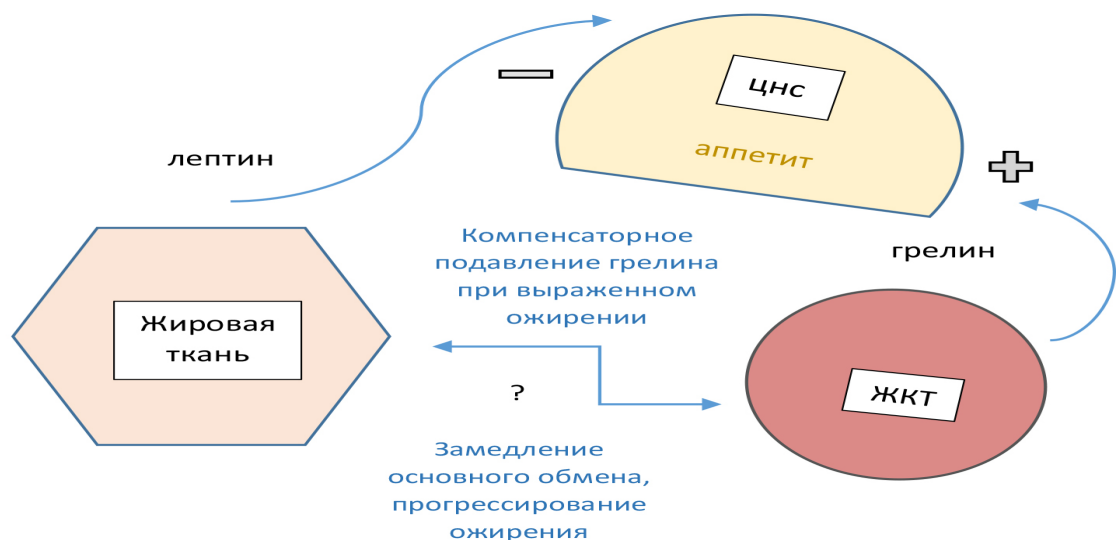 ЦНС
аппетит
лептин
грелин
Компенсаторное
подавление грелина
при выраженном
ожирении
Жировая
ткань
?
ЖКТ
Замедление
основного обмена,
прогрессирование
ожирения